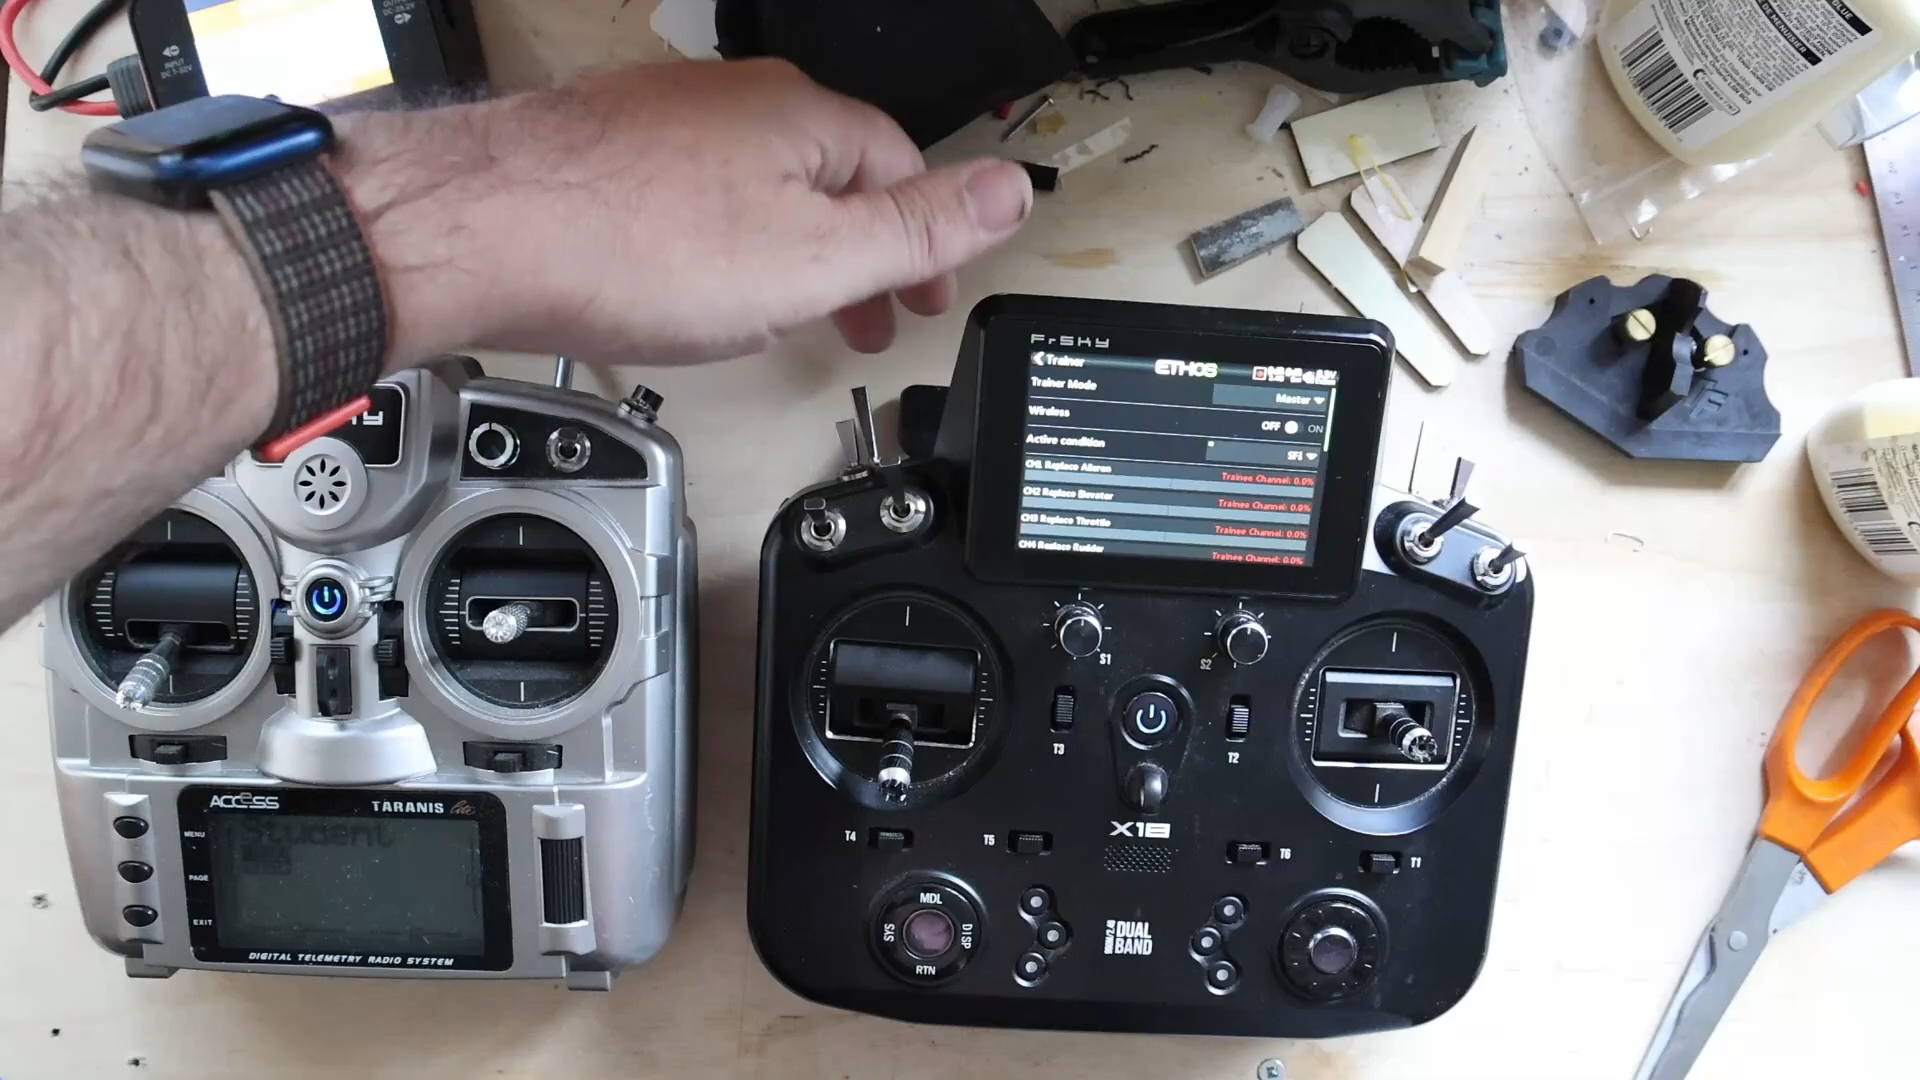 INPUT
FrSKY
Trainer
ETHOS
Trainer Mode
Master
Wireless
OFF
ON
Active condition
CH1 Replace Aileron
Trainee Channel: 0.0%
CH2 Replace Elevator
Trainee Channel: 0.0%
CH3 Replace Throttle
Trainee Channel: 0.0%
CH4 Replace Rudder
Trainee Channel: 0.0%
S1
S2
T3
T2
X18
T4
T5
T6
T1
MDL
SYS
DISP
RTN
DUAL
BAND
ACCESS
TARANIS lite
Student
MENU
PAGE
EXIT
DIGITAL TELEMETRY RADIO SYSTEM